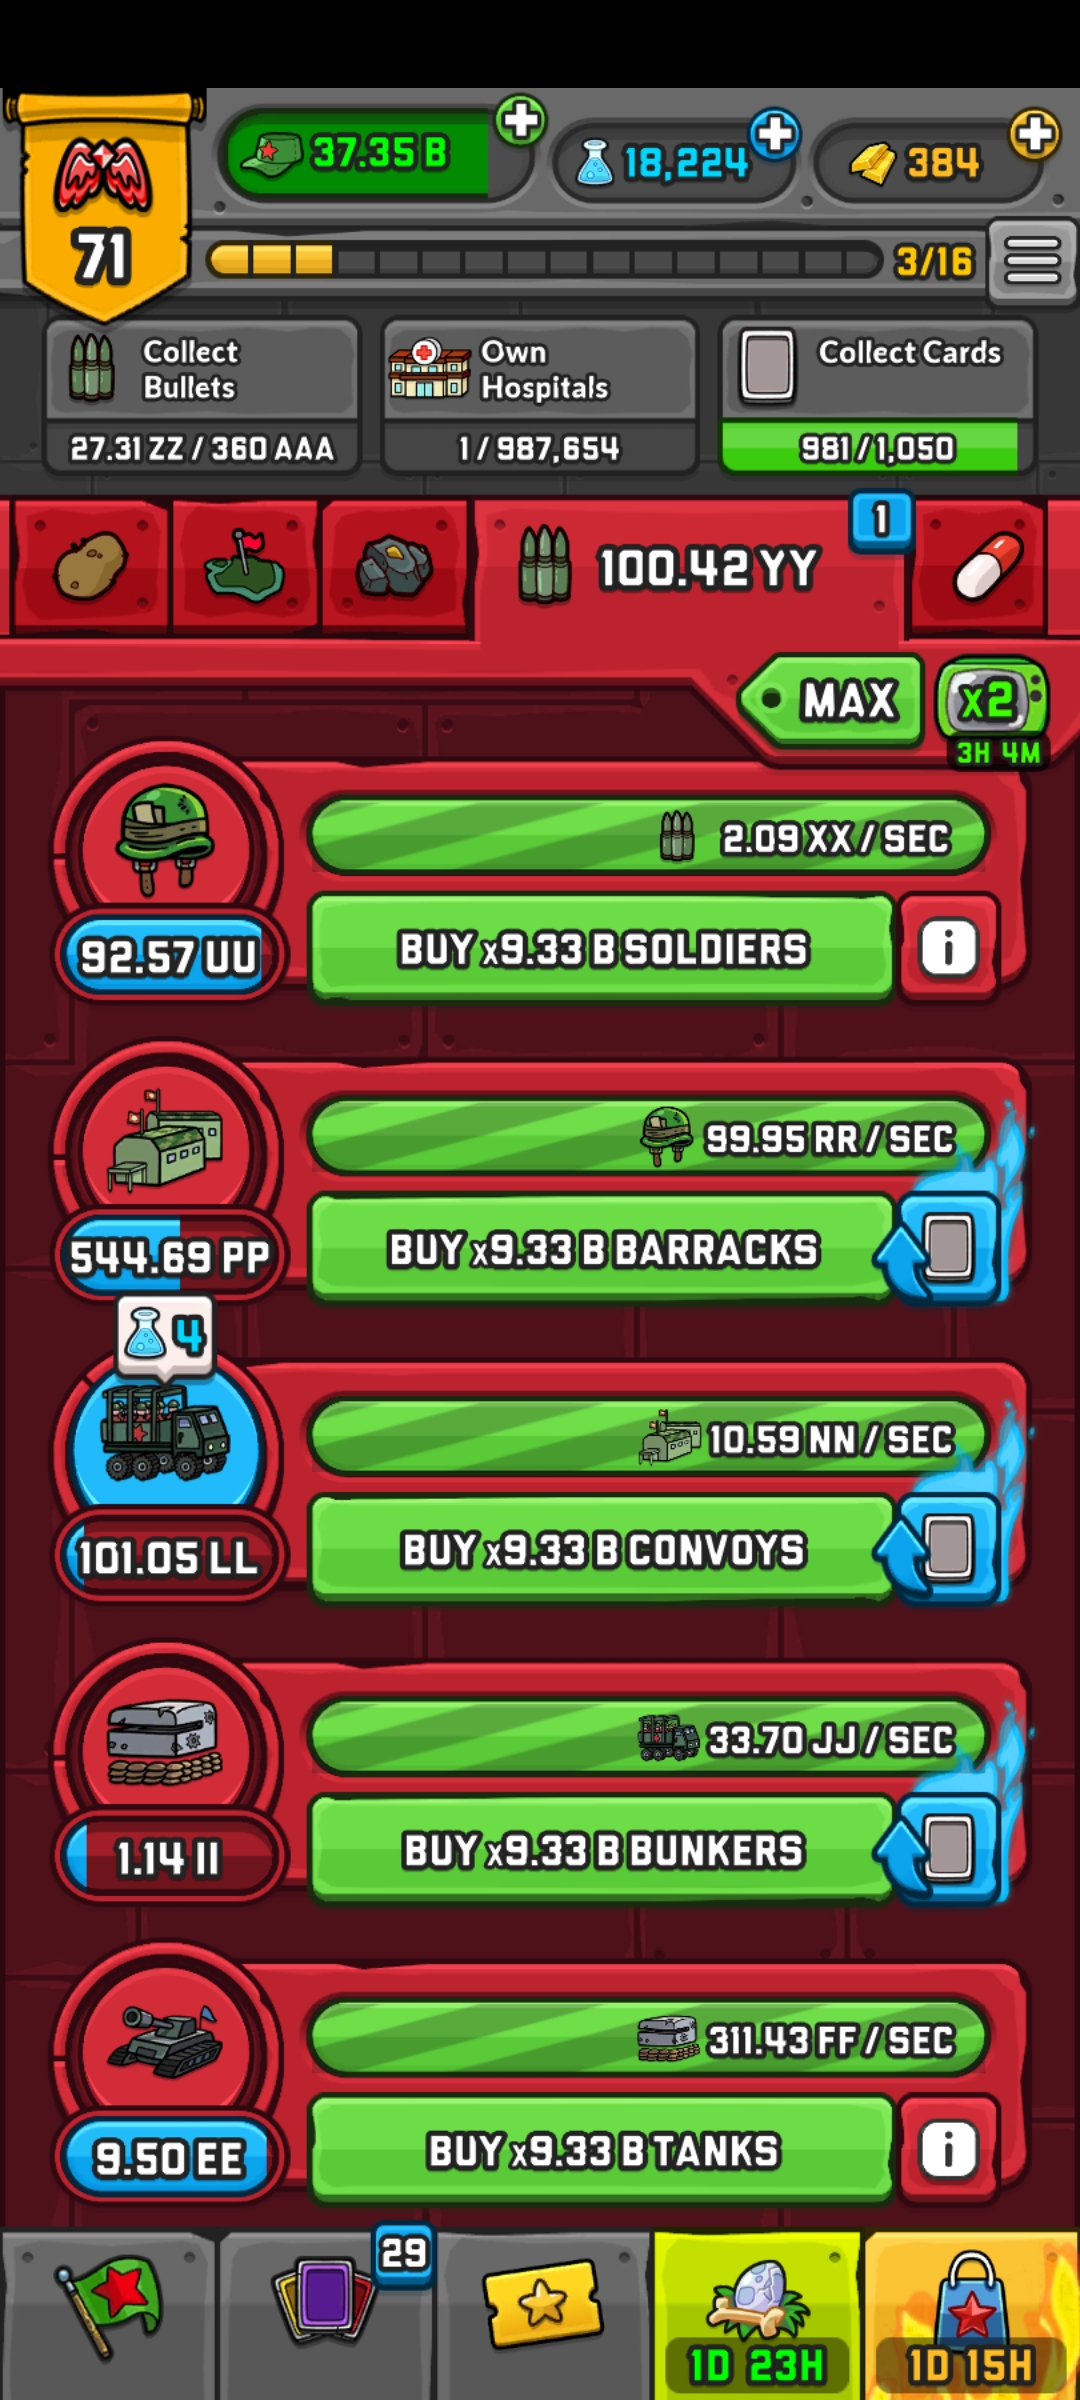 37.35 B
18,224
384
71
3/16
Collect
Bullets
27.31 ZZ / 360 AAA
Own
Hospitals
1 / 987,654
Collect Cards
981 / 1,050
100.42 YY
1
MAX
x2
3H 4M
2.09 XX / SEC
92.57 UU
BUY x9.33 B SOLDIERS
i
99.95 RR / SEC
544.69 PP
BUY x9.33 B BARRACKS
4
10.59 NN / SEC
101.05 LL
BUY x9.33 B CONVOYS
33.70 JJ / SEC
1.14 II
BUY x9.33 B BUNKERS
311.43 FF / SEC
9.50 EE
BUY x9.33 B TANKS
i
29
1D 23H
1D 15H